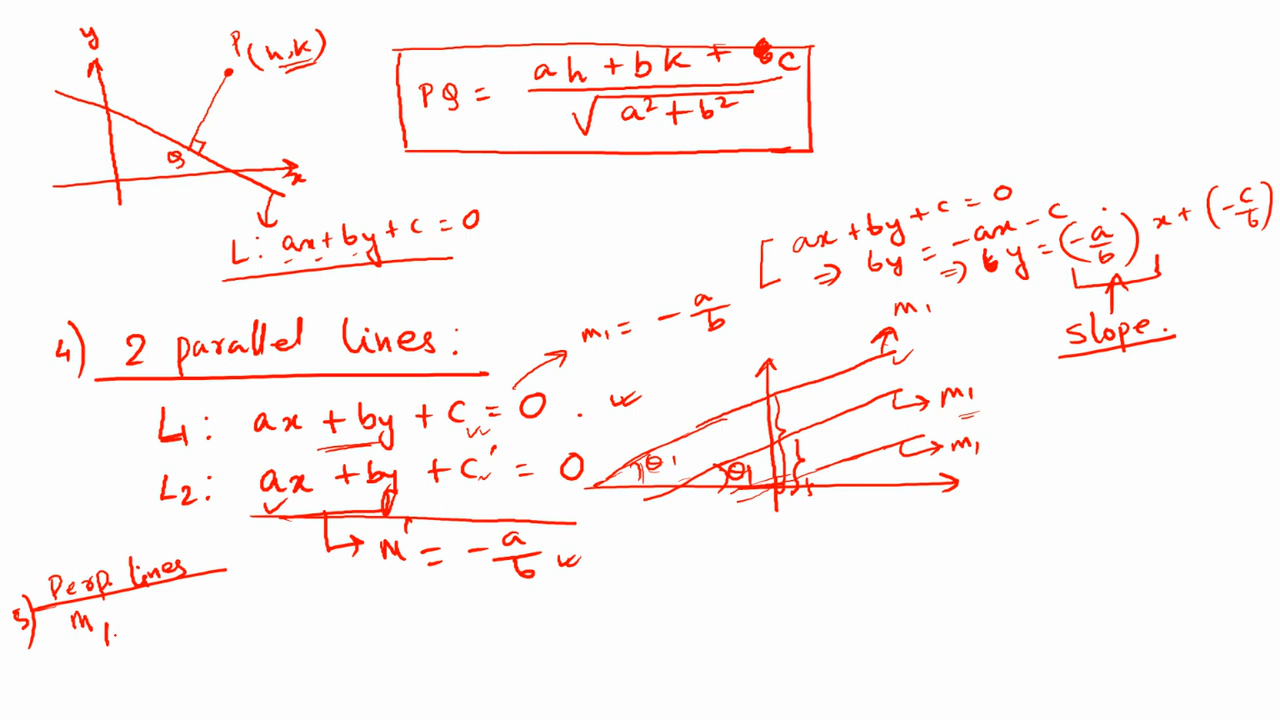 y
P(h,k)
PQ = ah + bk + c / √a² + b²
Q
x
L: ax + by + c = 0
[ ax + by + c = 0
⇒ by = -ax - c
⇒ y = (-a/b) x + (-c/b)
slope.
4) 2 parallel lines:
m₁ = -a/b
L₁: ax + by + C = 0 .
L₂: ax + by + C' = 0
m' = -a/b
m₁
m₁
m₁
θ₁
θ₁
5) Perp. lines
m₁.